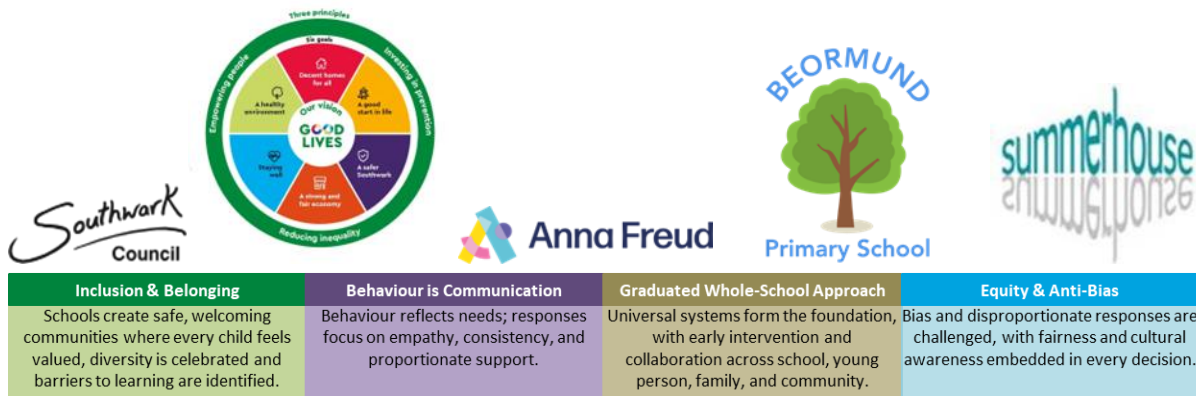 Three principles
Six goals
Empowering people
Investing in prevention
Reducing inequality
Decent homes
for all
A good
start in life
A safer
Southwark
A strong and
fair economy
Staying
well
A healthy
environment
Our vision
GOOD
LIVES
Southwark
Council
Anna Freud
BEORMUND
Primary School
summerhouse
Inclusion & Belonging
Schools create safe, welcoming
communities where every child feels
valued, diversity is celebrated and
barriers to learning are identified.
Behaviour is Communication
Behaviour reflects needs; responses
focus on empathy, consistency, and
proportionate support.
Graduated Whole-School Approach
Universal systems form the foundation,
with early intervention and
collaboration across school, young
person, family, and community.
Equity & Anti-Bias
Bias and disproportionate responses are
challenged, with fairness and cultural
awareness embedded in every decision.